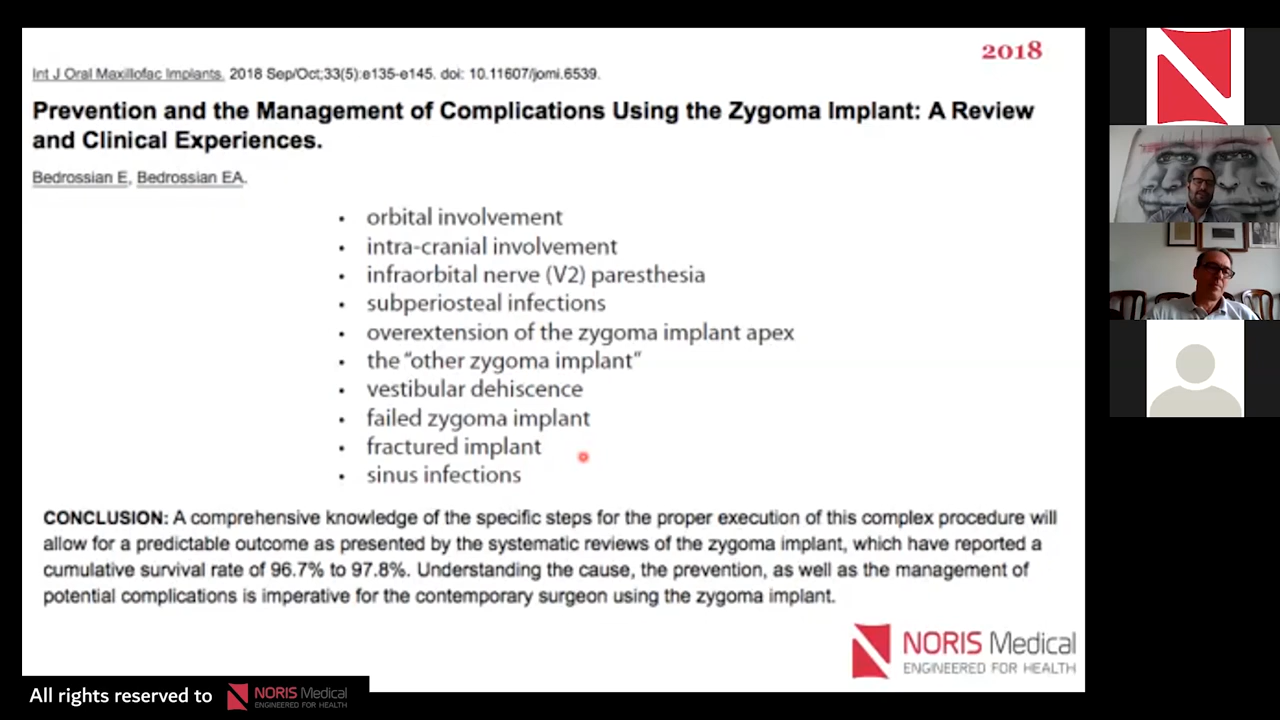 2018
Int J Oral Maxillofac Implants. 2018 Sep/Oct;33(5):e135-e145. doi: 10.11607/jomi.6539.
Prevention and the Management of Complications Using the Zygoma Implant: A Review
and Clinical Experiences.
Bedrossian E, Bedrossian EA.
• orbital involvement
• intra-cranial involvement
• infraorbital nerve (V2) paresthesia
• subperiosteal infections
• overextension of the zygoma implant apex
• the “other zygoma implant”
• vestibular dehiscence
• failed zygoma implant
• fractured implant
• sinus infections
CONCLUSION: A comprehensive knowledge of the specific steps for the proper execution of this complex procedure will
allow for a predictable outcome as presented by the systematic reviews of the zygoma implant, which have reported a
cumulative survival rate of 96.7% to 97.8%. Understanding the cause, the prevention, as well as the management of
potential complications is imperative for the contemporary surgeon using the zygoma implant.
NORIS Medical
ENGINEERED FOR HEALTH
All rights reserved to NORIS Medical
ENGINEERED FOR HEALTH